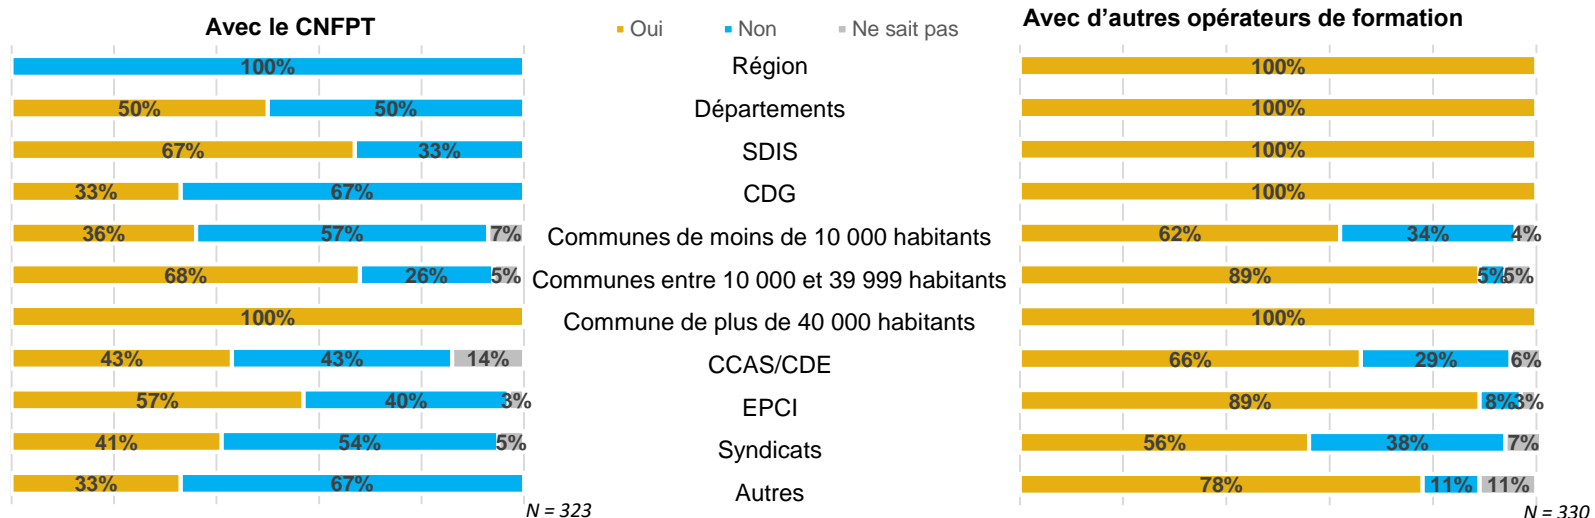 Avec le CNFPT
Oui Non Ne sait pas
Avec d’autres opérateurs de formation
100% Région 100%
50% 50% Départements 100%
67% 33% SDIS 100%
33% 67% CDG 100%
36% 57% 7% Communes de moins de 10 000 habitants 62% 34% 4%
68% 26% 5% Communes entre 10 000 et 39 999 habitants 89% 5% 5%
100% Commune de plus de 40 000 habitants 100%
43% 43% 14% CCAS/CDE 66% 29% 6%
57% 40% 3% EPCI 89% 8% 3%
41% 54% 5% Syndicats 56% 38% 7%
33% 67% Autres 78% 11% 11%
N = 323 N = 330